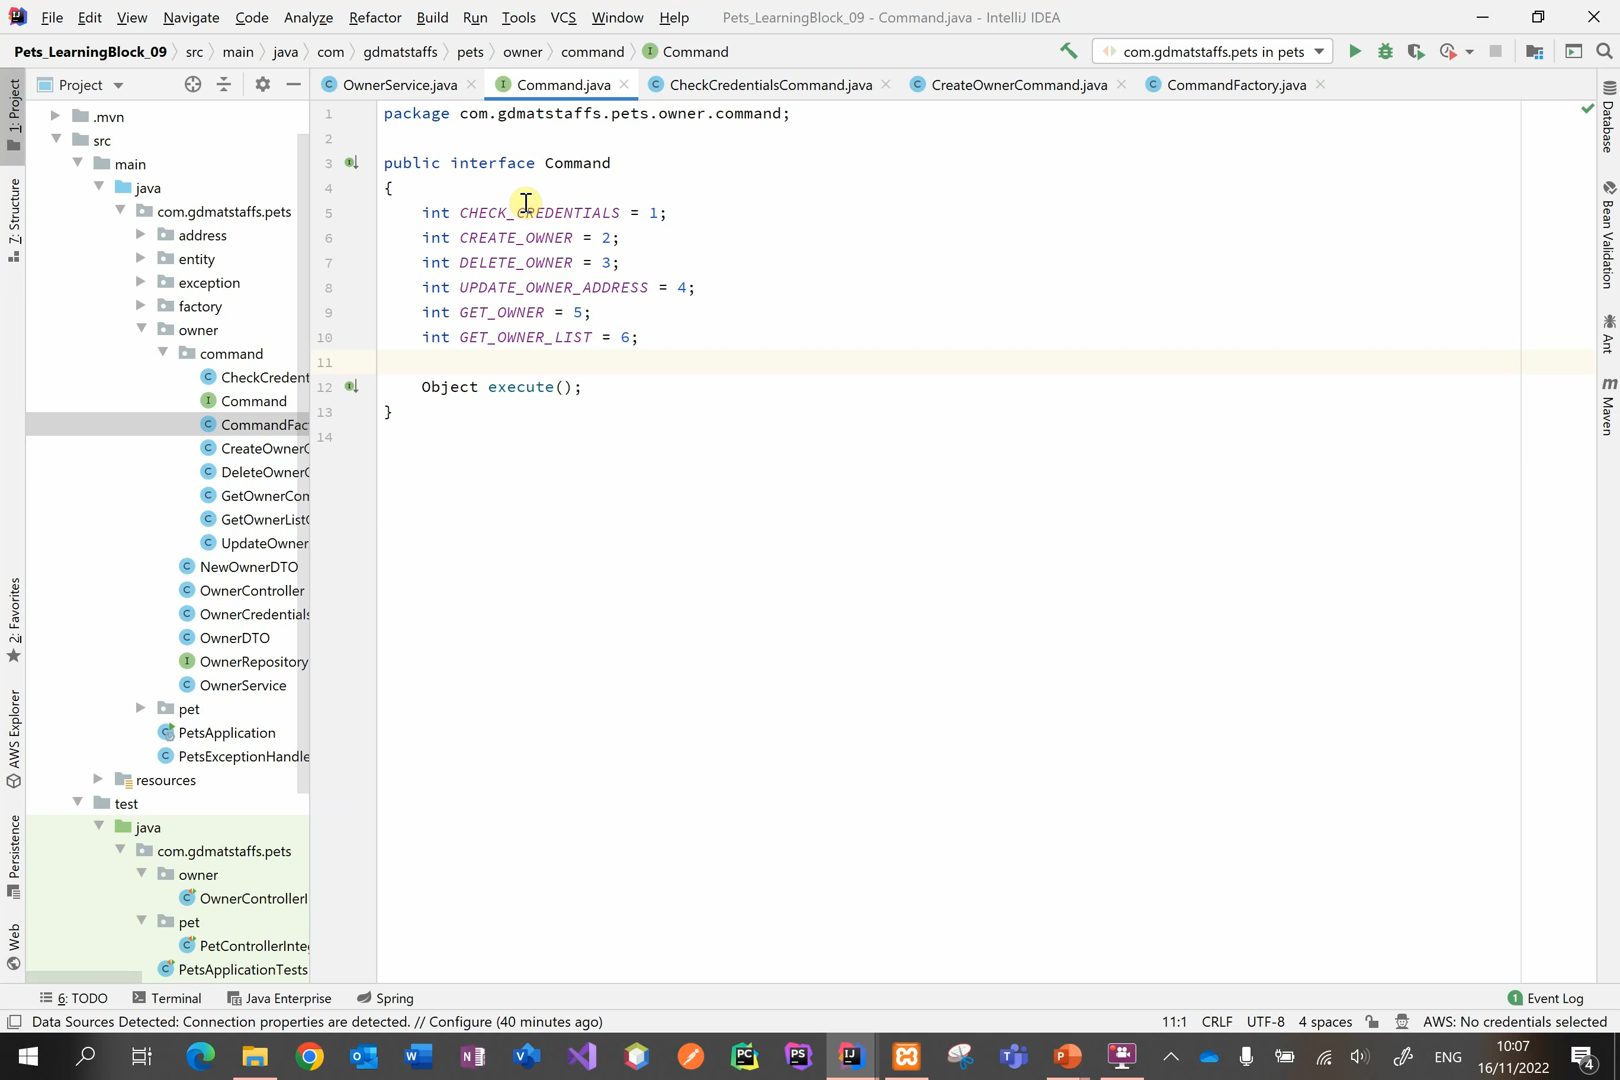 File Edit View Navigate Code Analyze Refactor Build Run Tools VCS Window Help Pets_LearningBlock_09 - Command.java - IntelliJ IDEA
Pets_LearningBlock_09 src main java com gdmatstaffs pets owner command Command com.gdmatstaffs.pets in pets
Project OwnerService.java Command.java CheckCredentialsCommand.java CreateOwnerCommand.java CommandFactory.java
1: Project
7: Structure
2: Favorites
AWS Explorer
Persistence
Web
.mvn
src
main
java
com.gdmatstaffs.pets
address
entity
exception
factory
owner
command
CheckCredent
Command
CommandFac
CreateOwnerC
DeleteOwnerC
GetOwnerCom
GetOwnerListC
UpdateOwner
NewOwnerDTO
OwnerController
OwnerCredentials
OwnerDTO
OwnerRepository
OwnerService
pet
PetsApplication
PetsExceptionHandle
resources
test
java
com.gdmatstaffs.pets
owner
OwnerControllerI
pet
PetControllerInte
PetsApplicationTests
1 package com.gdmatstaffs.pets.owner.command;
2
3 public interface Command
4 {
5 int CHECK_CREDENTIALS = 1;
6 int CREATE_OWNER = 2;
7 int DELETE_OWNER = 3;
8 int UPDATE_OWNER_ADDRESS = 4;
9 int GET_OWNER = 5;
10 int GET_OWNER_LIST = 6;
11
12 Object execute();
13 }
14
Database
Bean Validation
Ant
Maven
6: TODO Terminal Java Enterprise Spring 1 Event Log
Data Sources Detected: Connection properties are detected. // Configure (40 minutes ago) 11:1 CRLF UTF-8 4 spaces AWS: No credentials selected
ENG 10:07
16/11/2022 4